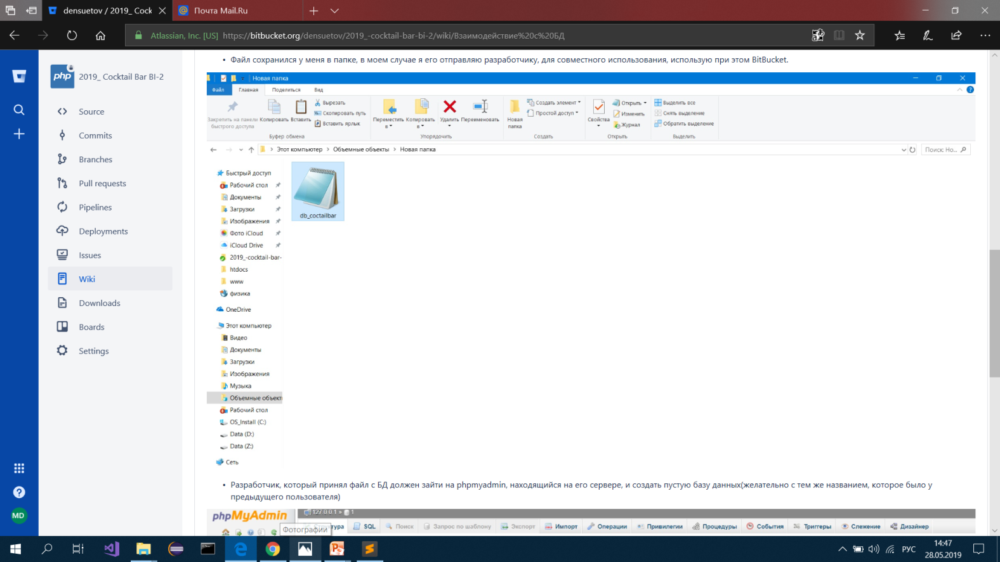 densuetov / 2019_ Cock
Почта Mail.Ru
Atlassian, Inc. [US] https://bitbucket.org/densuetov/2019_-cocktail-bar-bi-2/wiki/Взаимодействие%20с%20БД
php
2019_ Cocktail Bar BI-2
Source
Commits
Branches
Pull requests
Pipelines
Deployments
Issues
Wiki
Downloads
Boards
Settings
MD
• Файл сохранился у меня в папке, в моем случае я его отправляю разработчику, для совместного использования, использую при этом BitBucket.
Новая папка
Файл Главная Поделиться Вид
Закрепить на панели быстрого доступа
Копировать
Вставить
Вырезать
Скопировать путь
Вставить ярлык
Буфер обмена
Переместить в
Копировать в
Удалить
Переименовать
Упорядочить
Новая папка
Создать элемент
Простой доступ
Создать
Свойства
Открыть
Изменить
Журнал
Открыть
Выделить все
Снять выделение
Обратить выделение
Выделить
Этот компьютер > Объемные объекты > Новая папка
Поиск: Но...
Быстрый доступ
Рабочий стол
Документы
Загрузки
Изображения
Фото iCloud
iCloud Drive
2019_-cocktail-bar-
htdocs
www
физика
OneDrive
Этот компьютер
Видео
Документы
Загрузки
Изображения
Музыка
Объемные объект
Рабочий стол
OS_Install (C:)
Data (D:)
Data (Z:)
Сеть
db_coctailbar
• Разработчик, который принял файл с БД должен зайти на phpmyadmin, находящийся на его сервере, и создать пустую базу данных(желательно с тем же названием, которое было у
предыдущего пользователя)
phpMyAdmin
127.0.0.1 » 1
тура SQL Поиск Запрос по шаблону Экспорт Импорт Операции Привилегии Процедуры События Триггеры Слежение Дизайнер
Фотографии
РУС
14:47
28.05.2019